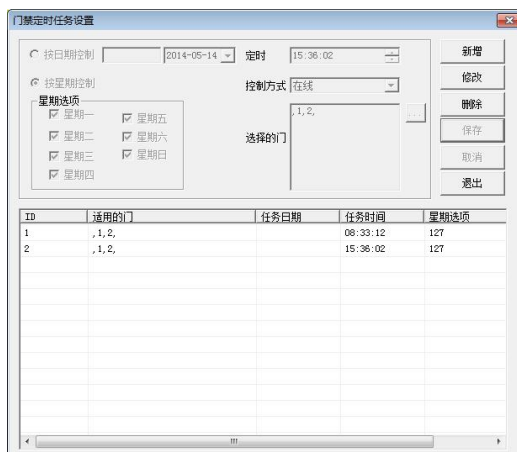 门禁定时任务设置
按日期控制 2014-05-14 定时 15:36:02 新增
按星期控制 控制方式 在线 修改
星期选项 ,1,2, 删除
星期一 星期五 ...
星期二 星期六 选择的门 保存
星期三 星期日 取消
星期四 退出
ID 适用的门 任务日期 任务时间 星期选项
1 ,1,2, 08:33:12 127
2 ,1,2, 15:36:02 127